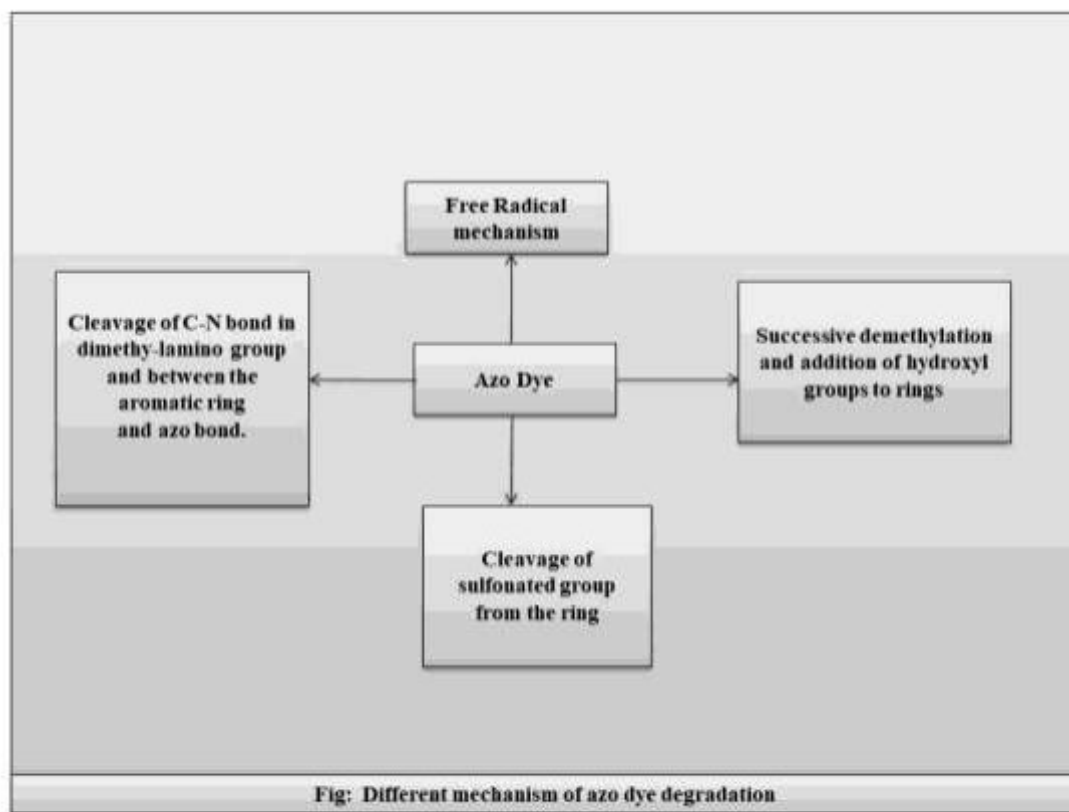 Free Radical
mechanism
Cleavage of C-N bond in
dimethy-lamino group
and between the
aromatic ring
and azo bond.
Azo Dye
Successive demethylation
and addition of hydroxyl
groups to rings
Cleavage of
sulfonated group
from the ring
Fig: Different mechanism of azo dye degradation